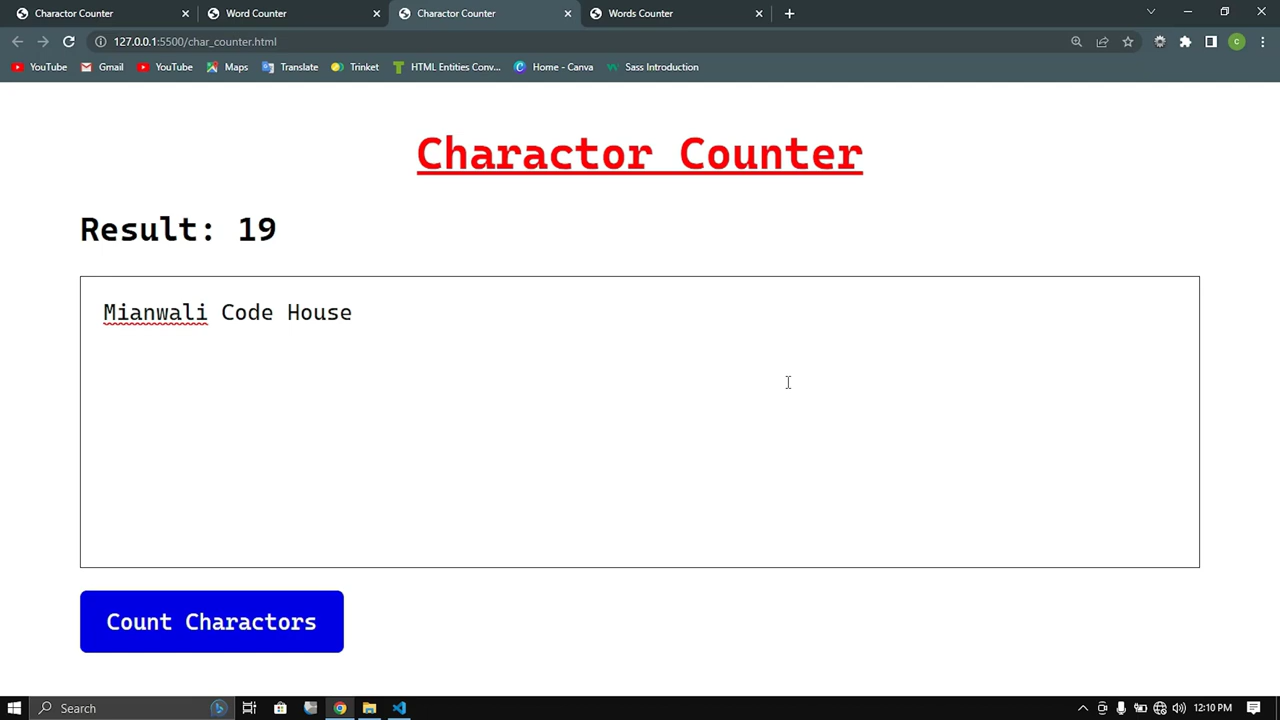 Charactor Counter
Word Counter
Charactor Counter
Words Counter
127.0.0.1:5500/char_counter.html
C
YouTube
Gmail
YouTube
Maps
Translate
Trinket
HTML Entities Conv...
Home - Canva
Sass Introduction
Charactor Counter
Result: 19
Mianwali Code House
Count Charactors
Search
12:10 PM